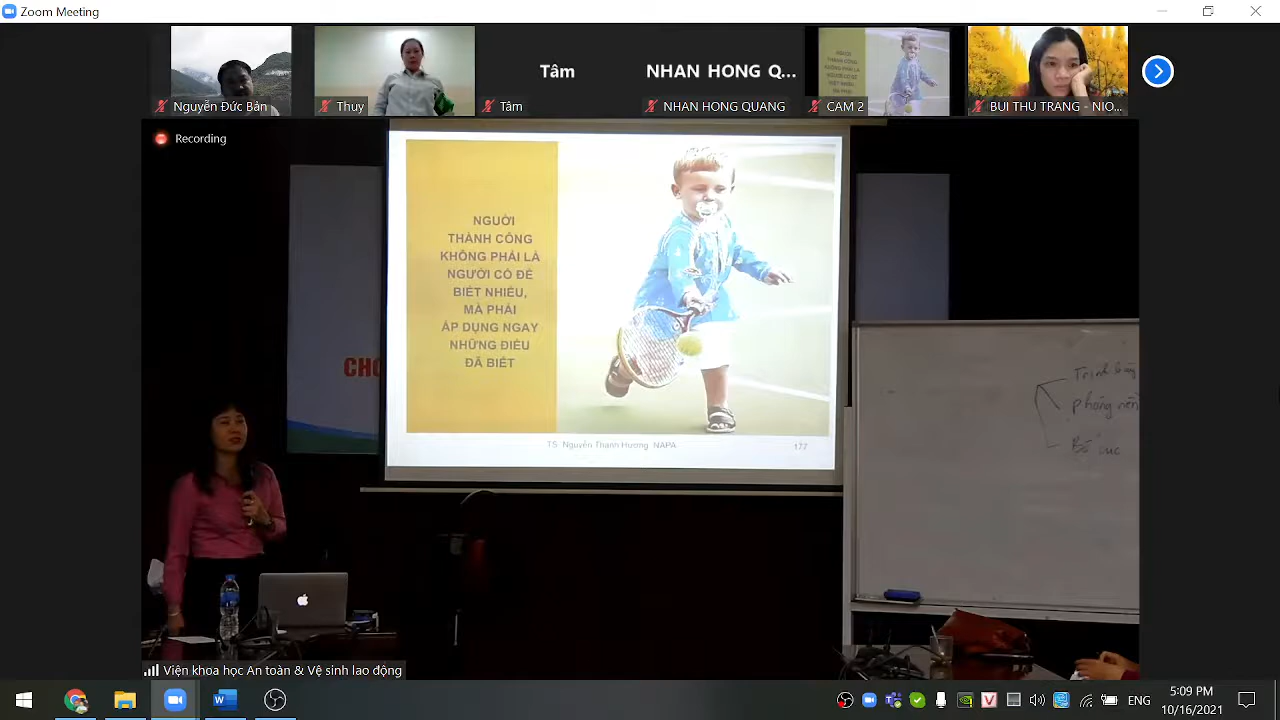 Zoom Meeting
Nguyễn Đức Bản
Thuy
Tâm
Tâm
NHAN HONG Q...
NHAN HONG QUANG
CAM 2
BUI THU TRANG - NIO...
Recording
NGƯỜI
THÀNH CÔNG
KHÔNG PHẢI LÀ
NGƯỜI CÓ ĐỂ
BIẾT NHIỀU,
MÀ PHẢI
ÁP DỤNG NGAY
NHỮNG ĐIỀU
ĐÃ BIẾT
TS. Nguyễn Thanh Hương NAPA
177
CHO
Trình bày
phông nền
Bố cục
Viện khoa học An toàn & Vệ sinh lao động
ENG
5:09 PM
10/16/2021